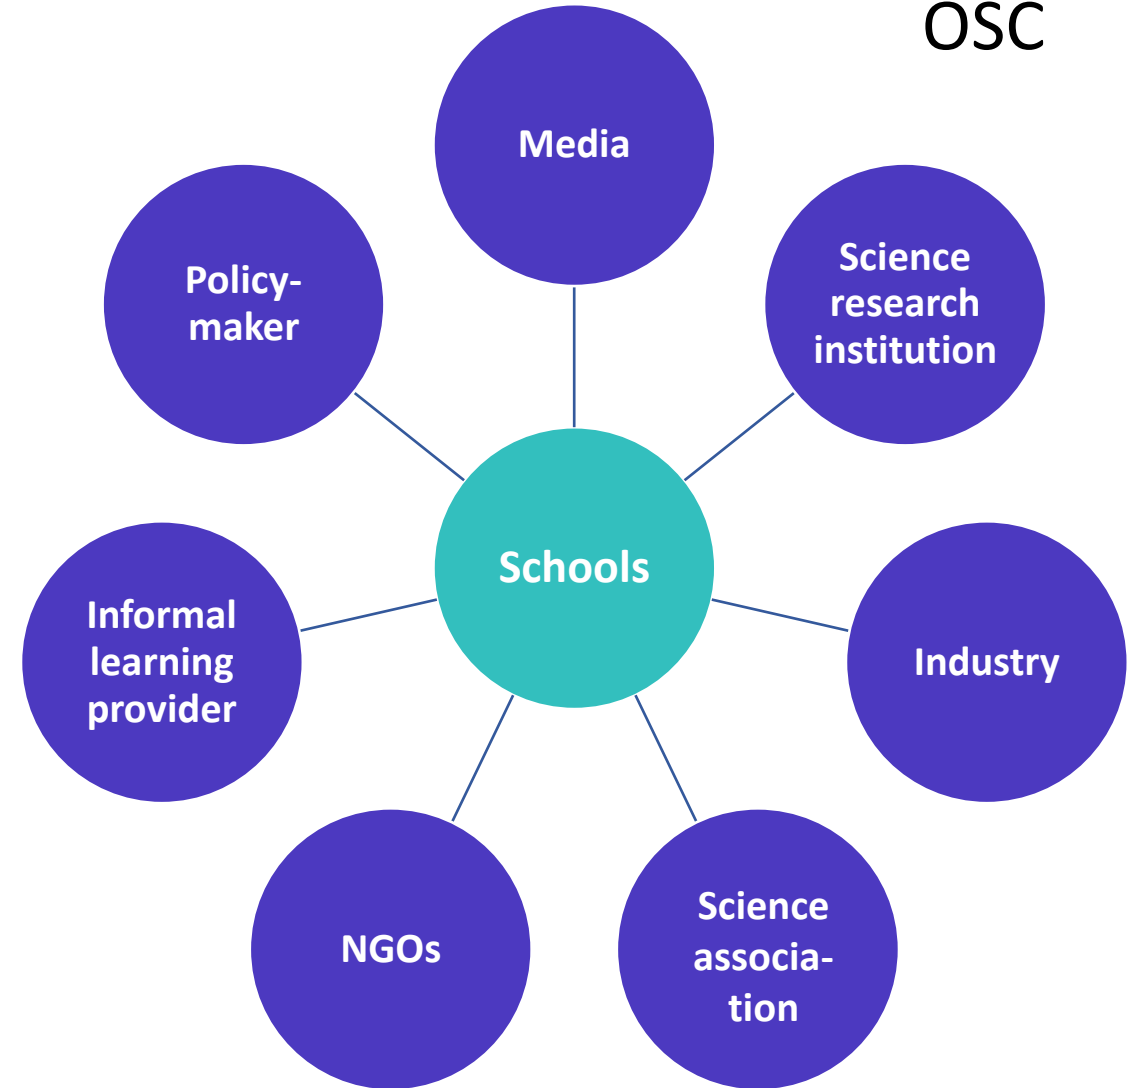 OSC
Media
Science
research
institution
Policy-
maker
Schools
Informal
learning
provider
Industry
NGOs
Science
associa-
tion